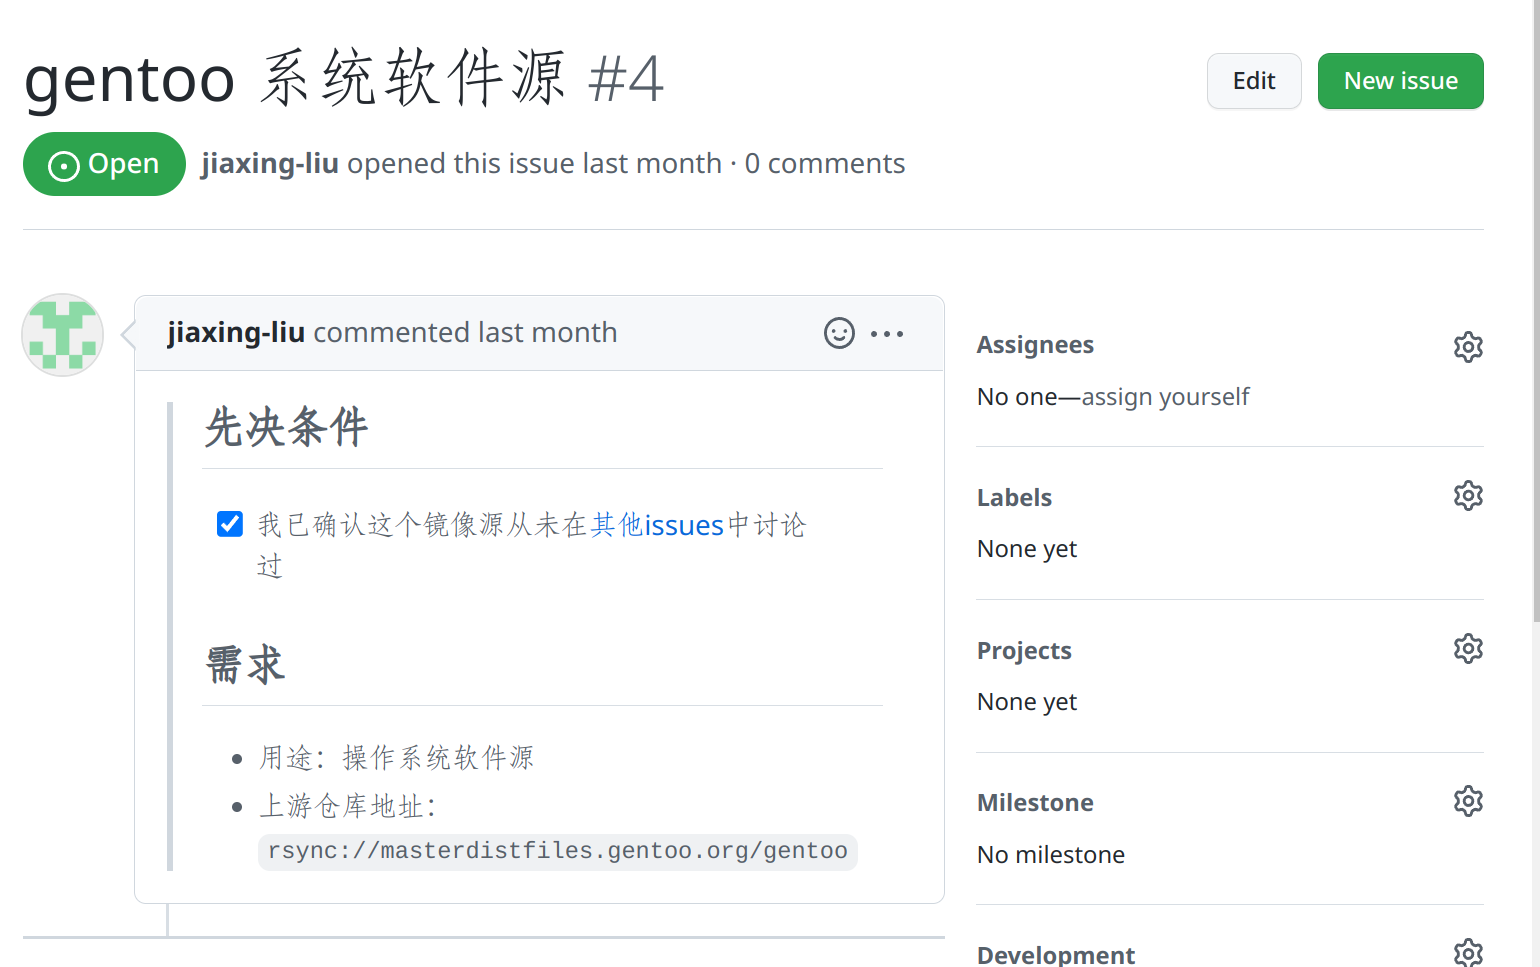 gentoo 系统软件源 #4
Edit
New issue
Open
jiaxing-liu opened this issue last month · 0 comments
jiaxing-liu commented last month
先决条件
我已确认这个镜像源从未在其他issues中讨论
过
需求
用途：操作系统软件源
上游仓库地址：
rsync://masterdistfiles.gentoo.org/gentoo
Assignees
No one—assign yourself
Labels
None yet
Projects
None yet
Milestone
No milestone
Development